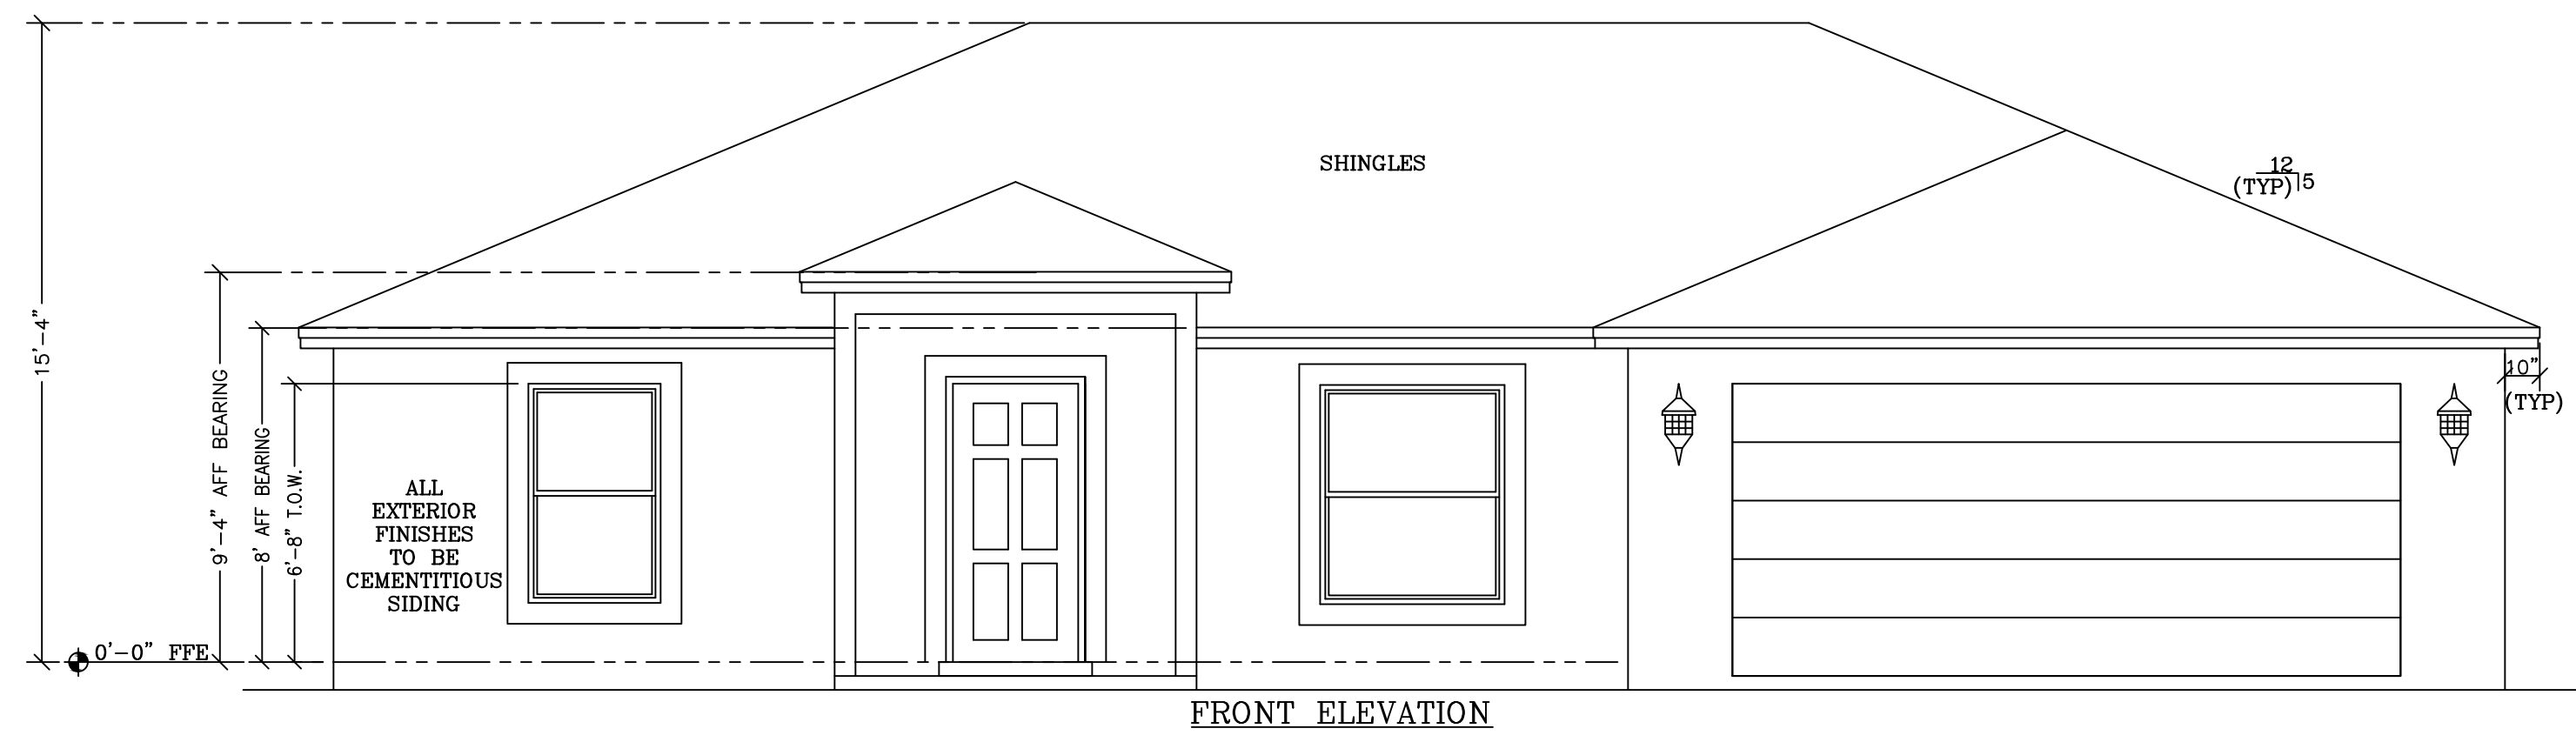 SHINGLES
12
(TYP) 5
15'-4"
9'-4" AFF BEARING
8' AFF BEARING
6'-8" T.O.W.
10"
(TYP)
ALL
EXTERIOR
FINISHES
TO BE
CEMENTITIOUS
SIDING
0'-0" FFE
FRONT ELEVATION